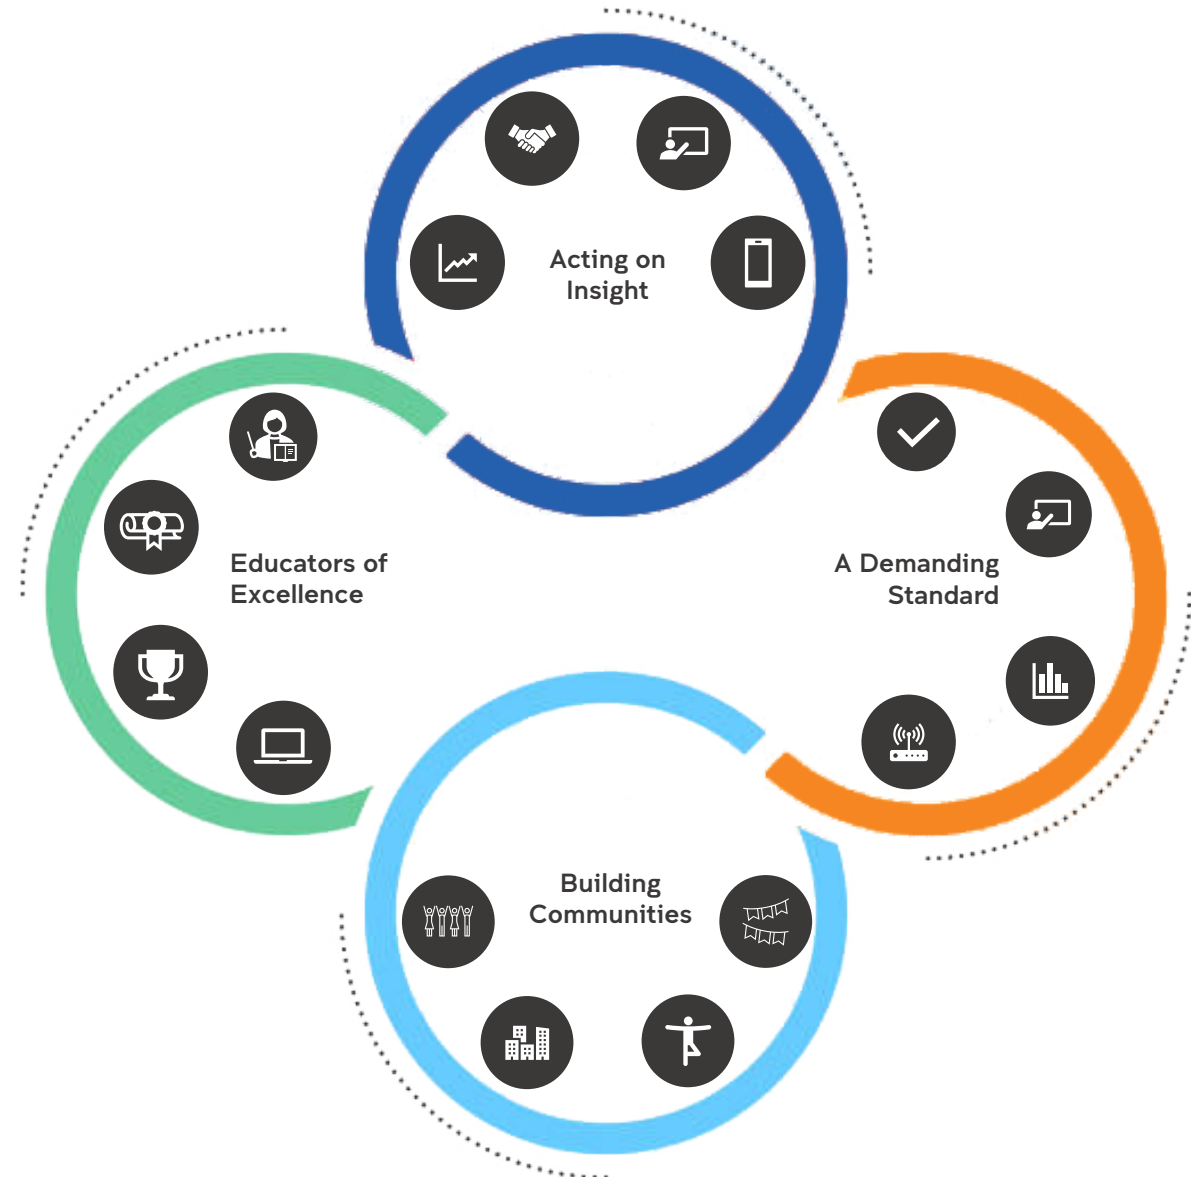 Acting on
Insight
Educators of
Excellence
A Demanding
Standard
Building
Communities